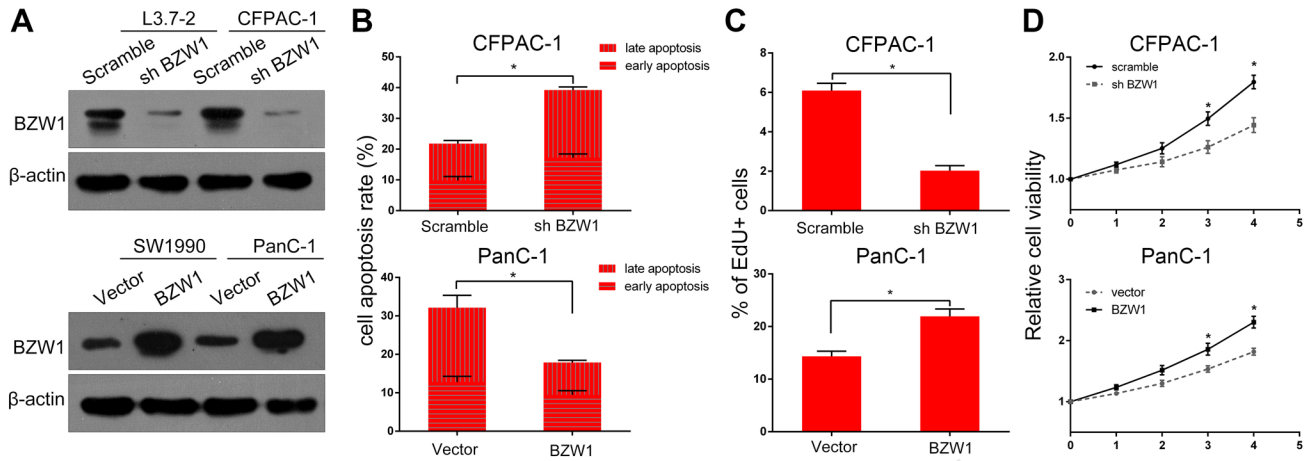 A
L3.7-2 CFPAC-1
Scramble sh BZW1 Scramble sh BZW1
BZW1
β-actin
SW1990 PanC-1
Vector BZW1 Vector BZW1
BZW1
β-actin
B
cell apoptosis rate (%)
CFPAC-1
late apoptosis
early apoptosis
*
50
40
30
20
10
0
Scramble sh BZW1
PanC-1
late apoptosis
early apoptosis
*
40
30
20
10
0
Vector BZW1
C
% of EdU+ cells
CFPAC-1
*
8
6
4
2
0
Scramble sh BZW1
PanC-1
*
30
20
10
0
Vector BZW1
D
Relative cell viability
CFPAC-1
scramble
sh BZW1
* *
2.0
1.5
1.0
0 1 2 3 4 5
PanC-1
vector
BZW1
* *
3
2
1
0 1 2 3 4 5